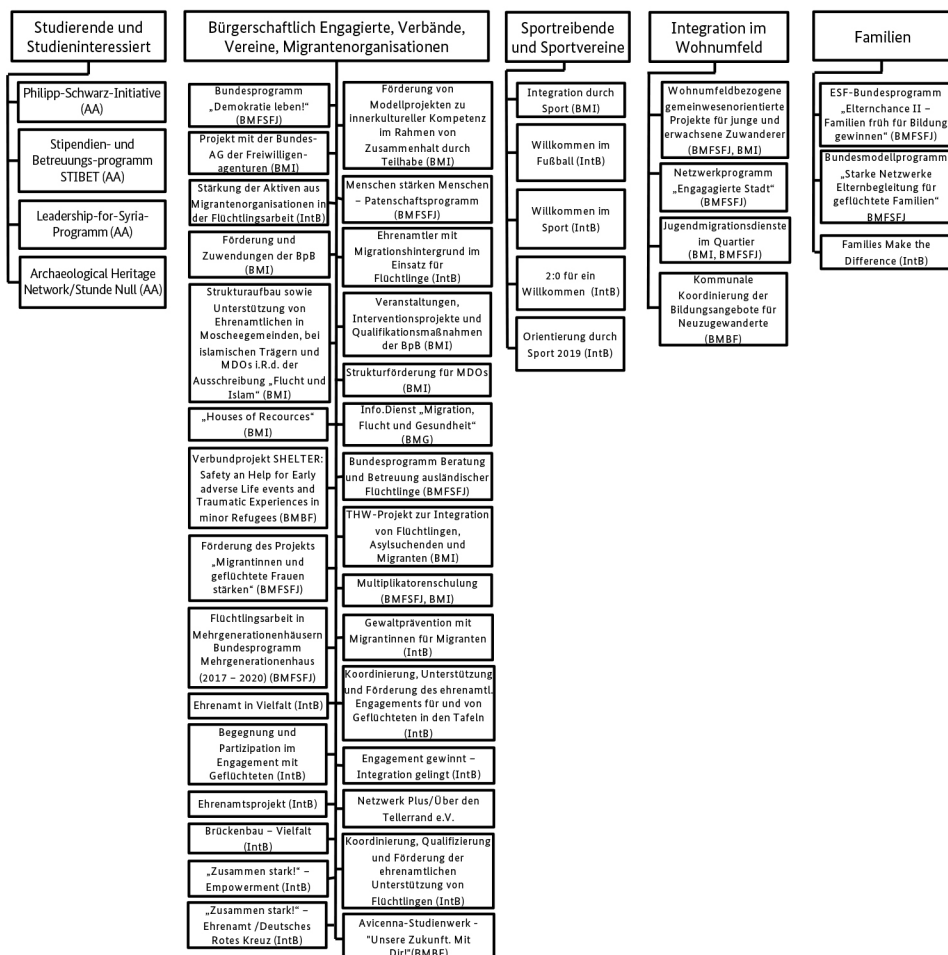 Studierende und
Studieninteressiert
Philipp-Schwarz-Initiative
(AA)
Stipendien- und
Betreuungs-programm
STIBET (AA)
Leadership-for-Syria-
Programm (AA)
Archaeological Heritage
Network/Stunde Null (AA)
Bürgerschaftlich Engagierte, Verbände,
Vereine, Migrantenorganisationen
Bundesprogramm
„Demokratie leben!“
(BMFSFJ)
Projekt mit der Bundes-
AG der Freiwilligen-
agenturen (BMI)
Stärkung der Aktiven aus
Migrantenorganisationen in
der Flüchtlingsarbeit (IntB)
Förderung und
Zuwendungen der BpB
(BMI)
Strukturaufbau sowie
Unterstützung von
Ehrenamtlichen in
Moscheegemeinden, bei
islamischen Trägern und
MDOs i.R.d. der
Ausschreibung „Flucht und
Islam“ (BMI)
„Houses of Recources“
(BMI)
Verbundprojekt SHELTER:
Safety an Help for Early
adverse Life events and
Traumatic Experiences in
minor Refugees (BMBF)
Förderung des Projekts
„Migrantinnen und
geflüchtete Frauen
stärken“ (BMFSFJ)
Flüchtlingsarbeit in
Mehrgenerationenhäusern
Bundesprogramm
Mehrgenerationenhaus
(2017 – 2020) (BMFSFJ)
Ehrenamt in Vielfalt (IntB)
Begegnung und
Partizipation im
Engagement mit
Geflüchteten (IntB)
Ehrenamtsprojekt (IntB)
Brückenbau – Vielfalt
(IntB)
„Zusammen stark!“ –
Empowerment (IntB)
„Zusammen stark!“ –
Ehrenamt /Deutsches
Rotes Kreuz (IntB)
Förderung von
Modellprojekten zu
innerkultureller Kompetenz
im Rahmen von
Zusammenhalt durch
Teilhabe (BMI)
Menschen stärken Menschen
– Patenschaftsprogramm
(BMFSFJ)
Ehrenamtler mit
Migrationshintergrund im
Einsatz für
Flüchtlinge (IntB)
Veranstaltungen,
Interventionsprojekte und
Qualifikationsmaßnahmen
der BpB (BMI)
Strukturförderung für MDOs
(BMI)
Info.Dienst „Migration,
Flucht und Gesundheit“
(BMG)
Bundesprogramm Beratung
und Betreuung ausländischer
Flüchtlinge (BMFSFJ)
THW-Projekt zur Integration
von Flüchtlingen,
Asylsuchenden und
Migranten (BMI)
Multiplikatorenschulung
(BMFSFJ, BMI)
Gewaltprävention mit
Migrantinnen für Migranten
(IntB)
Koordinierung, Unterstützung
und Förderung des ehrenamtl.
Engagements für und von
Geflüchteten in den Tafeln
(IntB)
Engagement gewinnt –
Integration gelingt (IntB)
Netzwerk Plus/Über den
Tellerrand e.V.
Koordinierung, Qualifizierung
und Förderung der
ehrenamtlichen
Unterstützung von
Flüchtlingen (IntB)
Avicenna-Studienwerk -
"Unsere Zukunft. Mit
Dir!"(BMBF)
Sportreibende
und Sportvereine
Integration durch
Sport (BMI)
Willkommen im
Fußball (IntB)
Willkommen im
Sport (IntB)
2:0 für ein
Willkommen (IntB)
Orientierung durch
Sport 2019 (IntB)
Integration im
Wohnumfeld
Wohnumfeldbezogene
gemeinwesenorientierte
Projekte für junge und
erwachsene Zuwanderer
(BMFSFJ, BMI)
Netzwerkprogramm
„Engagagierte Stadt“
(BMFSFJ)
Jugendmigrationsdienste
im Quartier
(BMI, BMFSFJ)
Kommunale
Koordinierung der
Bildungsangebote für
Neuzugewanderte
(BMBF)
Familien
ESF-Bundesprogramm
„Elternchance II –
Familien früh für Bildung
gewinnen“ (BMFSFJ)
Bundesmodellprogramm
„Starke Netzwerke
Elternbegleitung für
geflüchtete Familien“
BMFSFJ
Families Make the
Difference (IntB)